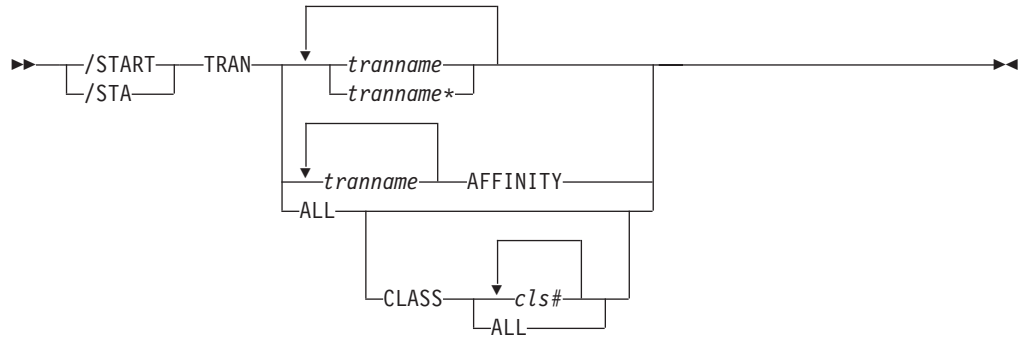 /START TRAN tranname
/STA tranname*
tranname AFFINITY
ALL
CLASS cls#
ALL